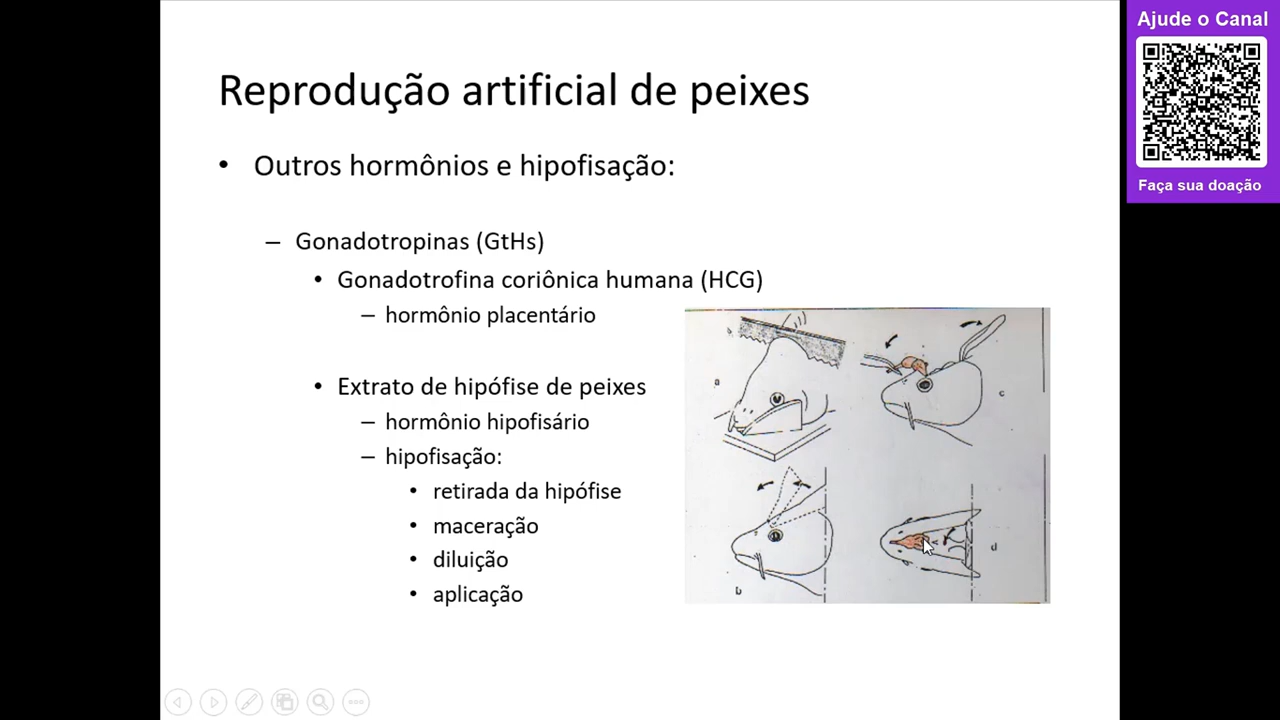 Ajude o Canal
Faça sua doação
Reprodução artificial de peixes
• Outros hormônios e hipofisação:
– Gonadotropinas (GtHs)
• Gonadotrofina coriônica humana (HCG)
– hormônio placentário
• Extrato de hipófise de peixes
– hormônio hipofisário
– hipofisação:
• retirada da hipófise
• maceração
• diluição
• aplicação
a
c
b
d